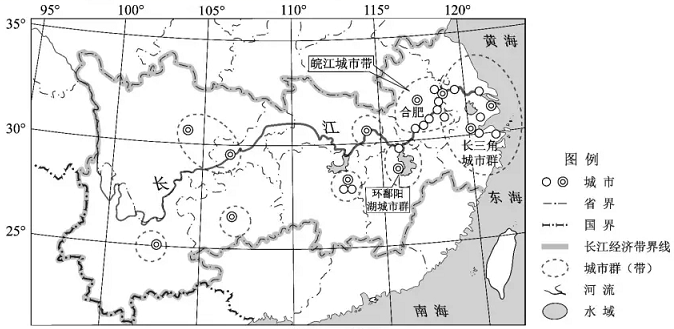 95°
100°
105°
110°
115°
120°
35°
30°
25°
黄海
皖江城市带
合肥
江
长
长三角
城市群
环鄱阳
湖城市群
东海
南海
图例
城市
省界
国界
长江经济带界线
城市群（带）
河流
水域